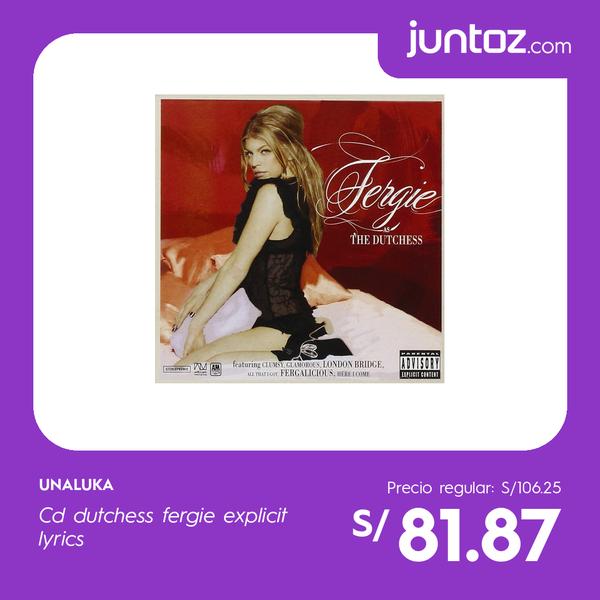 juntoz.com
Fergie
AS
THE DUTCHESS
featuring CLUMSY, GLAMOROUS, LONDON BRIDGE,
ALL THAT I GOT, FERGALICIOUS, HERE I COME
PARENTAL
ADVISORY
EXPLICIT CONTENT
UNALUKA
Cd dutchess fergie explicit
lyrics
Precio regular: S/106.25
S/ 81.87